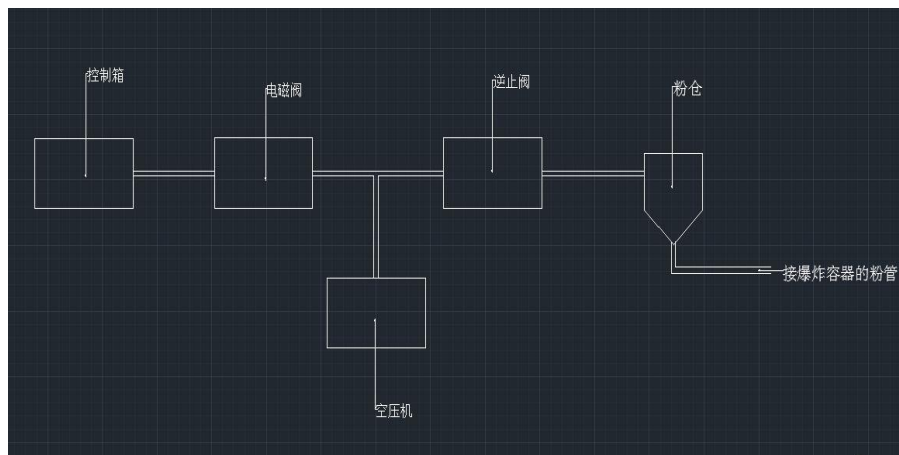 控制箱
电磁阀
逆止阀
粉仓
接爆炸容器的粉管
空压机